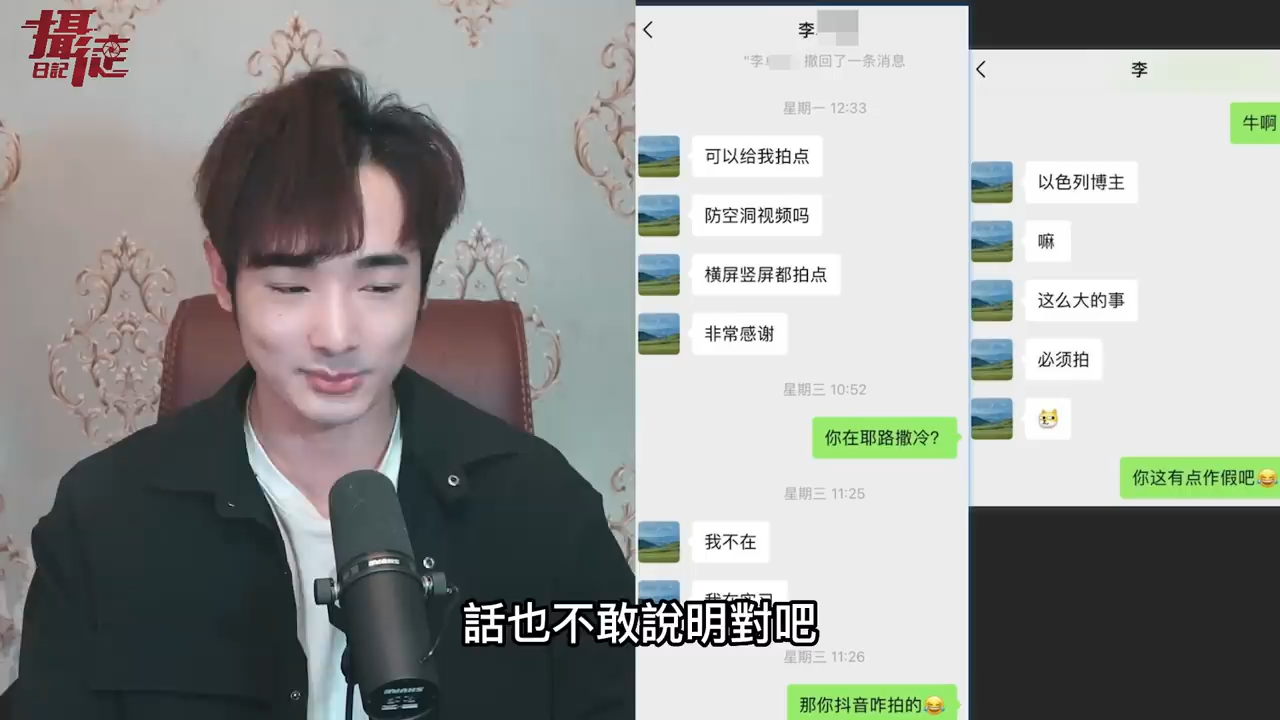 攝徒
日記
李
"李 撤回了一条消息
星期一 12:33
可以给我拍点
防空洞视频吗
横屏竖屏都拍点
非常感谢
星期三 10:52
你在耶路撒冷?
星期三 11:25
我不在
我在实习
星期三 11:26
那你抖音咋拍的😂
李
牛啊
以色列博主
嘛
这么大的事
必须拍
你这有点作假吧😂
話也不敢說明對吧